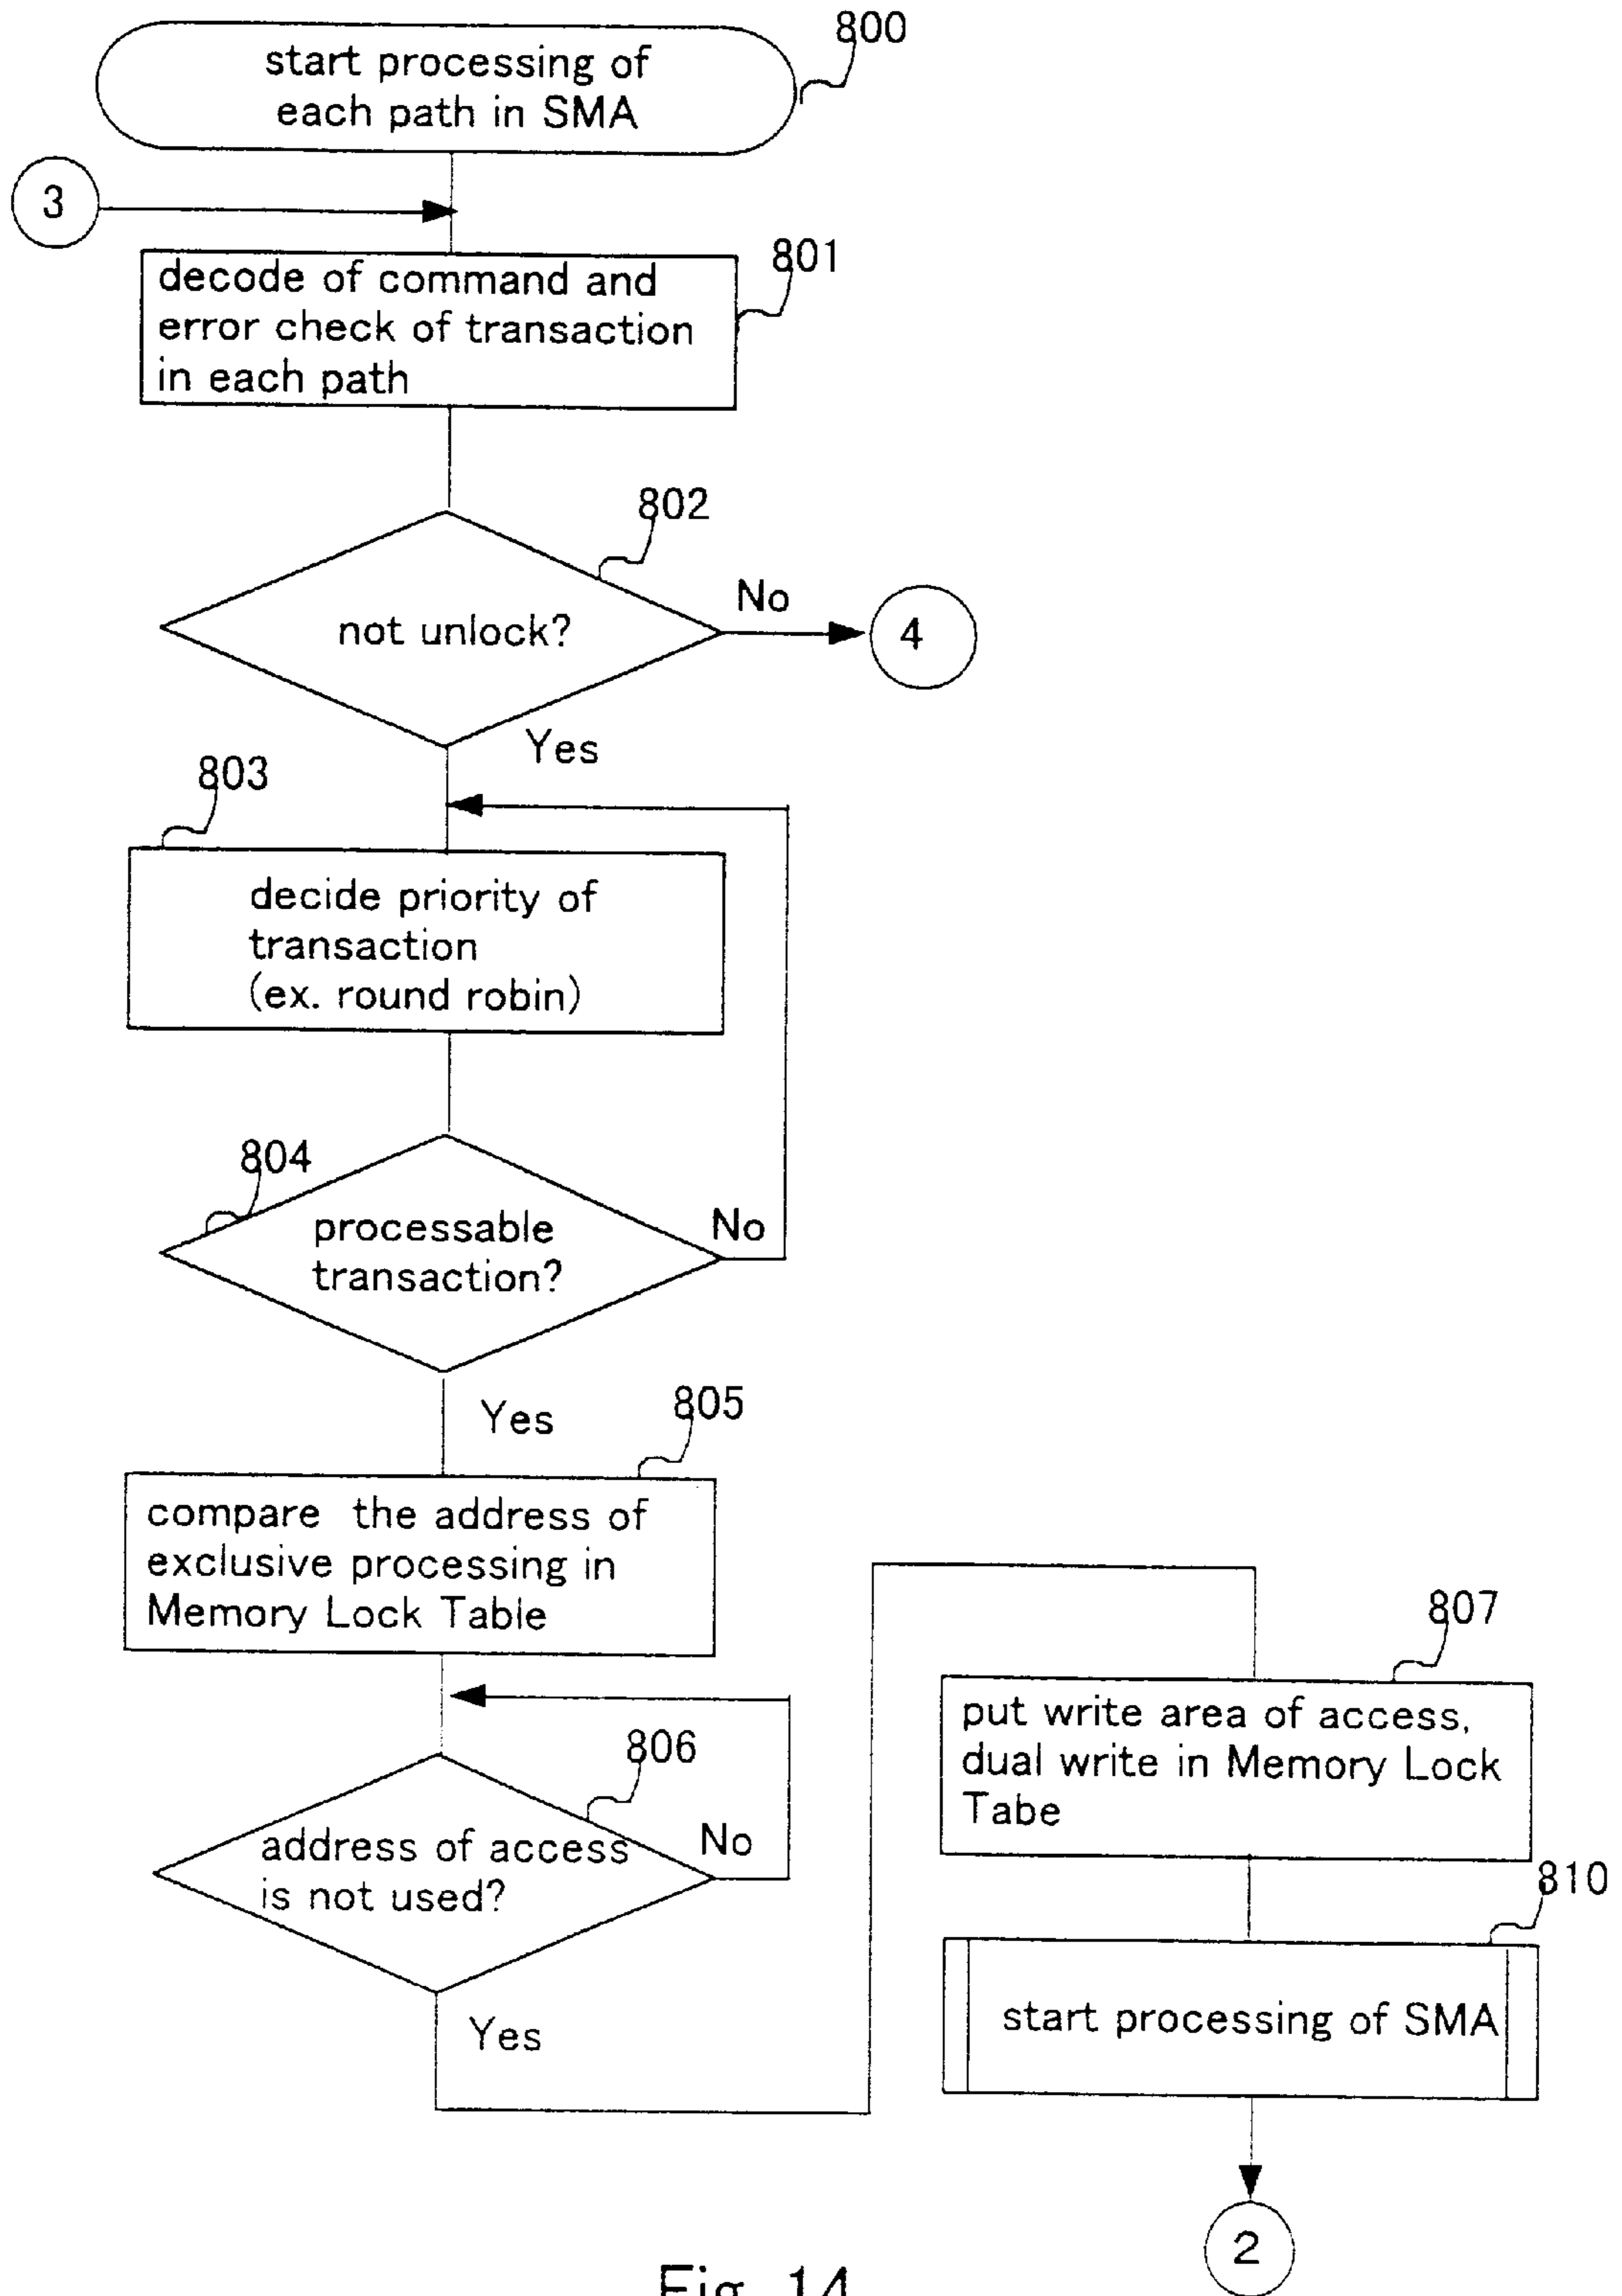 800
start processing of
each path in SMA
3
801
decode of command and
error check of transaction
in each path
802
not unlock?
No
4
Yes
803
decide priority of
transaction
(ex. round robin)
804
processable
transaction?
No
Yes
805
compare the address of
exclusive processing in
Memory Lock Table
806
address of access
is not used?
No
Yes
807
put write area of access,
dual write in Memory Lock
Tabe
810
start processing of SMA
2
Fig. 14